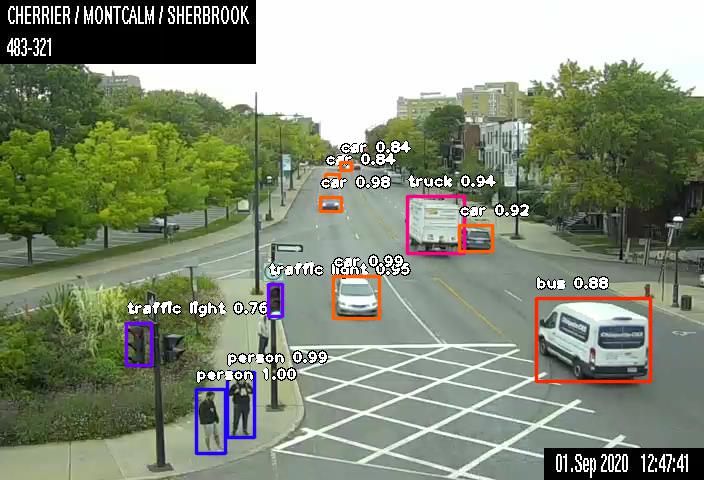 CHERRIER / MONTCALM / SHERBROOK
483-321
car 0.84
car 0.84
car 0.98
truck 0.94
car 0.92
car 0.99
traffic light 0.95
bus 0.88
traffic light 0.76
person 0.99
person 1.00
01.Sep 2020 12:47:41